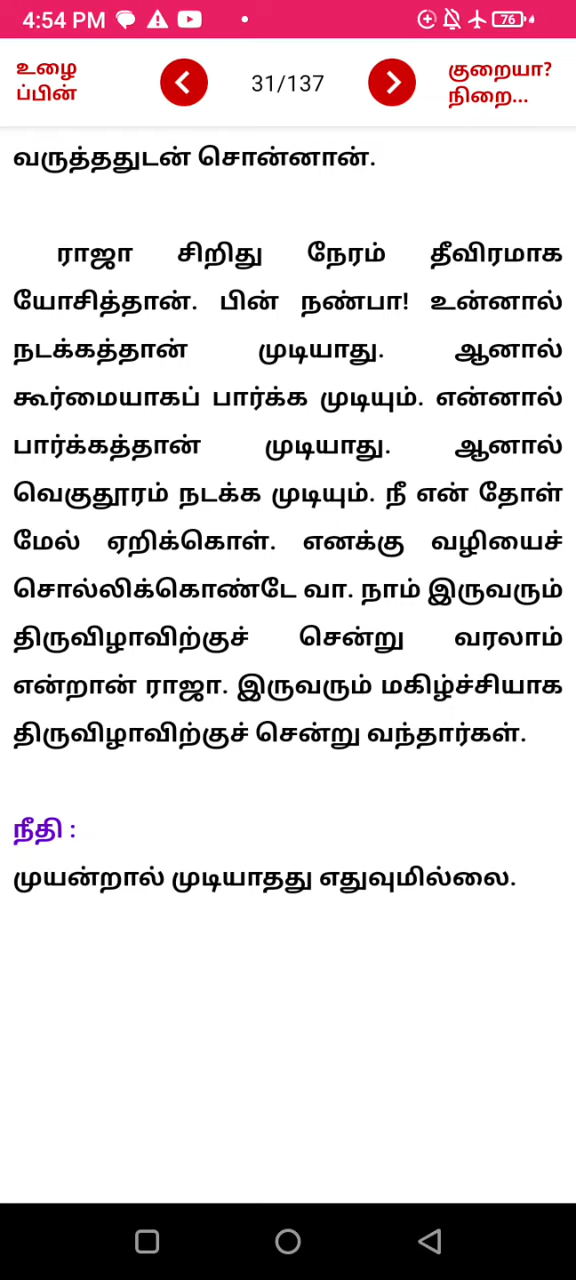 4:54 PM
76
உழை
ப்பின்
31/137
குறையா?
நிறை...
வருத்ததுடன் சொன்னான்.
ராஜா சிறிது நேரம் தீவிரமாக
யோசித்தான். பின் நண்பா! உன்னால்
நடக்கத்தான் முடியாது. ஆனால்
கூர்மையாகப் பார்க்க முடியும். என்னால்
பார்க்கத்தான் முடியாது. ஆனால்
வெகுதூரம் நடக்க முடியும். நீ என் தோள்
மேல் ஏறிக்கொள். எனக்கு வழியைச்
சொல்லிக்கொண்டே வா. நாம் இருவரும்
திருவிழாவிற்குச் சென்று வரலாம்
என்றான் ராஜா. இருவரும் மகிழ்ச்சியாக
திருவிழாவிற்குச் சென்று வந்தார்கள்.
நீதி :
முயன்றால் முடியாதது எதுவுமில்லை.